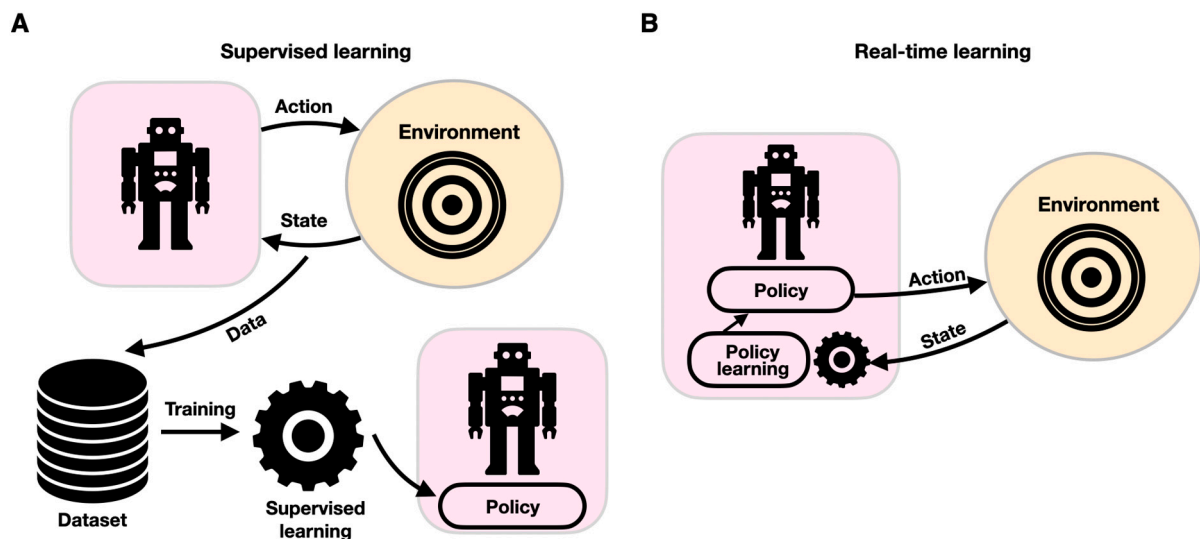 A
Supervised learning
Action
Environment
State
Data
Training
Dataset
Supervised
learning
Policy
B
Real-time learning
Environment
Policy
Action
Policy
learning
State